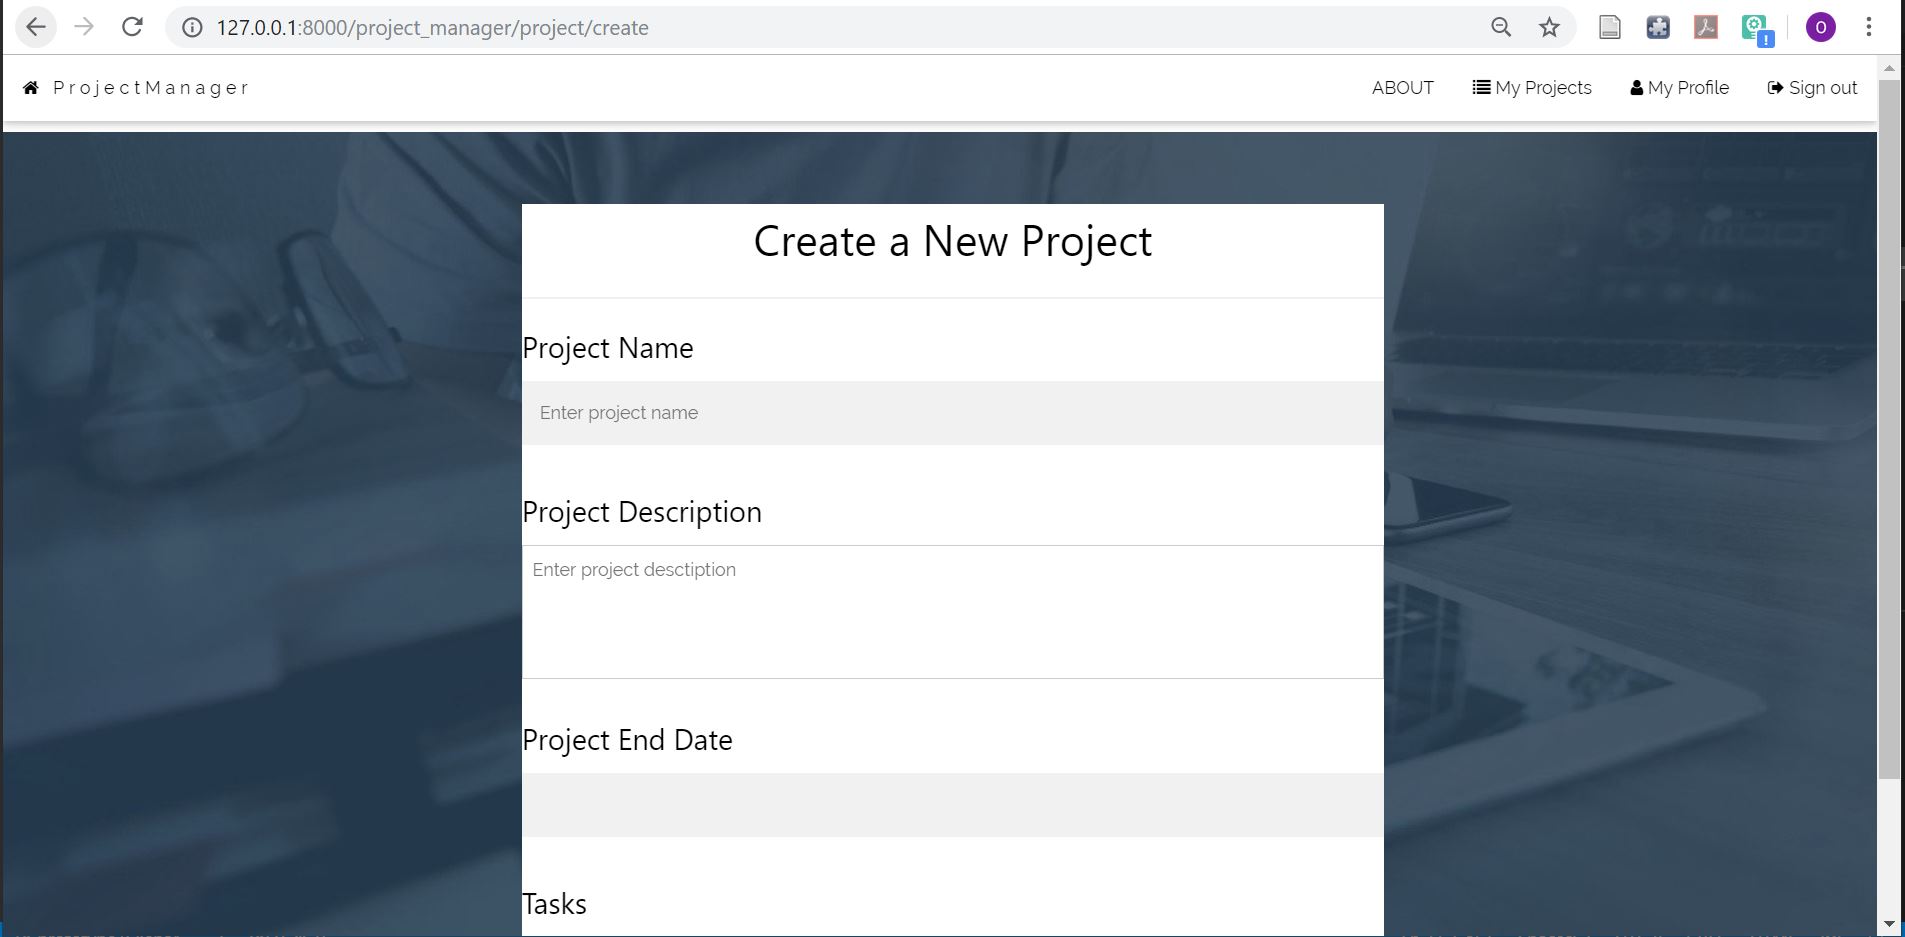 127.0.0.1:8000/project_manager/project/create
O
ProjectManager
ABOUT
My Projects
My Profile
Sign out
Create a New Project
Project Name
Enter project name
Project Description
Enter project desctiption
Project End Date
Tasks